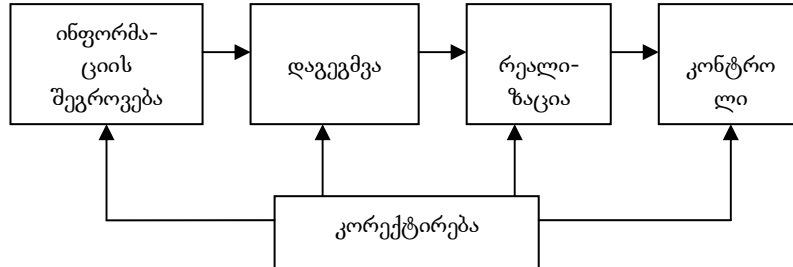 ინფორმა-
ციის
შეგროვება
დაგეგმვა
რეალი-
ზაცია
კონტრო
ლი
კორექტირება